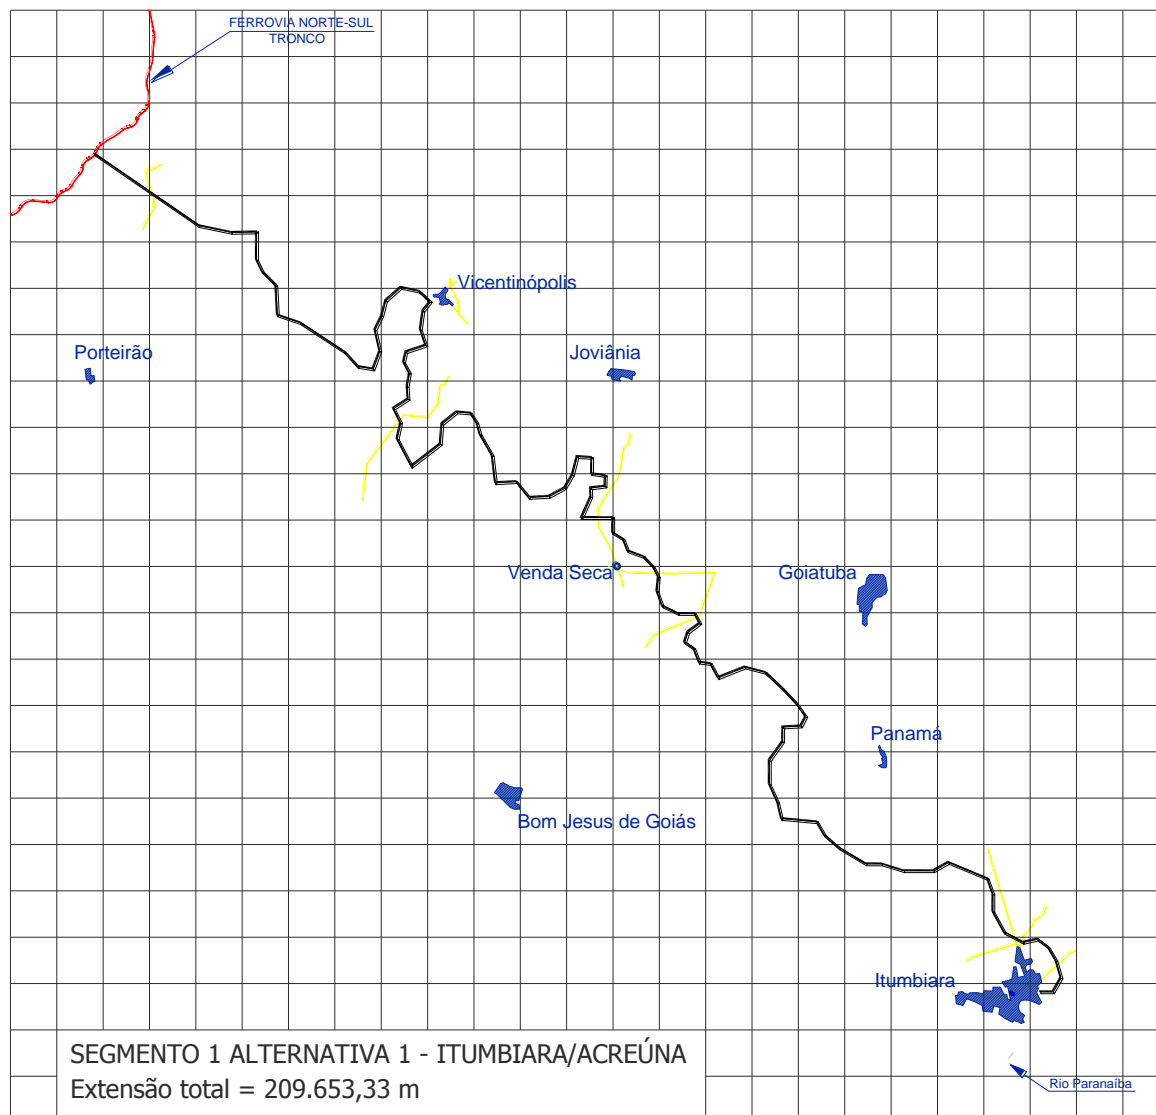 FERROVIA NORTE-SUL
TRONCO
Vicentinópolis
Porteirão
Joviânia
Venda Seca
Goiatuba
Panamá
Bom Jesus de Goiás
Itumbiara
SEGMENTO 1 ALTERNATIVA 1 - ITUMBIARA/ACREÚNA
Extensão total = 209.653,33 m
Rio Paranaíba